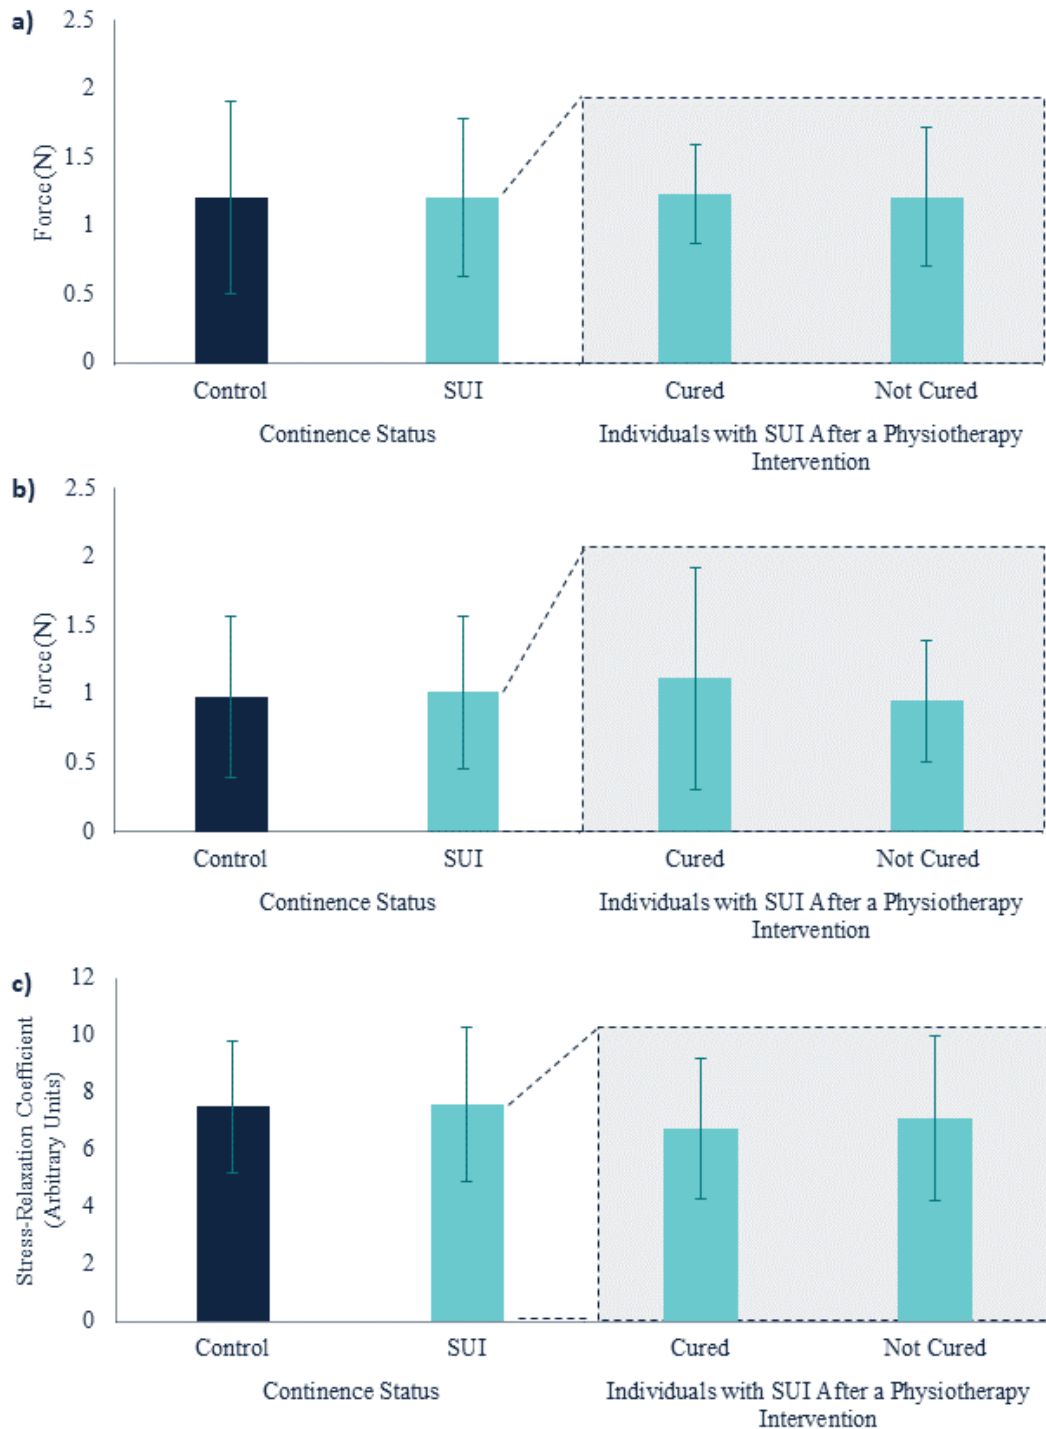 a)
2.5
2
1.5
1
0.5
0
Force (N)
Control
SUI
Cured
Not Cured
Continence Status
Individuals with SUI After a Physiotherapy
Intervention
b)
2.5
2
1.5
1
0.5
0
Force (N)
Control
SUI
Cured
Not Cured
Continence Status
Individuals with SUI After a Physiotherapy
Intervention
c)
12
10
8
6
4
2
0
Stress-Relaxation Coefficient
(Arbitrary Units)
Control
SUI
Cured
Not Cured
Continence Status
Individuals with SUI After a Physiotherapy
Intervention